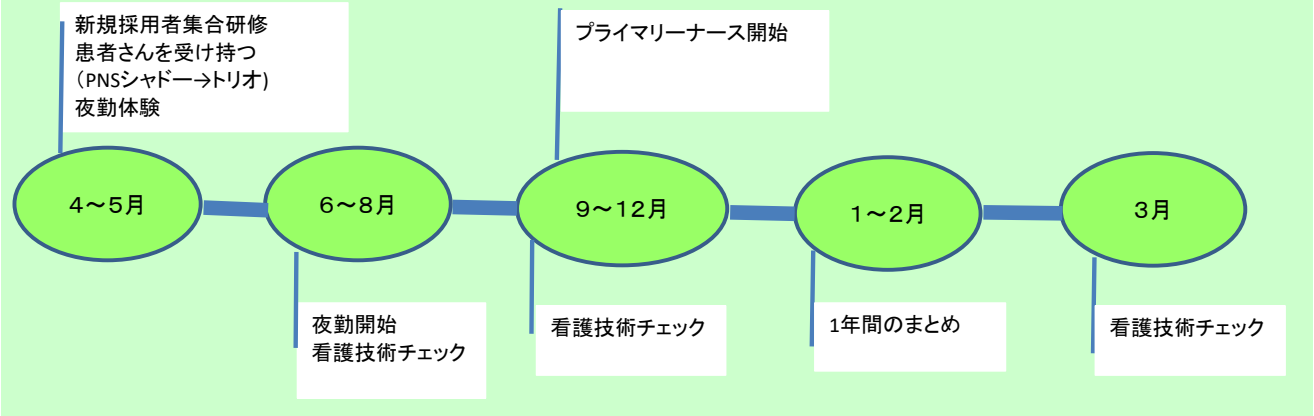 新規採用者集合研修
患者さんを受け持つ
（PNSシャドー→トリオ)
夜勤体験
プライマリーナース開始
4～5月
6～8月
9～12月
1～2月
3月
夜勤開始
看護技術チェック
看護技術チェック
1年間のまとめ
看護技術チェック